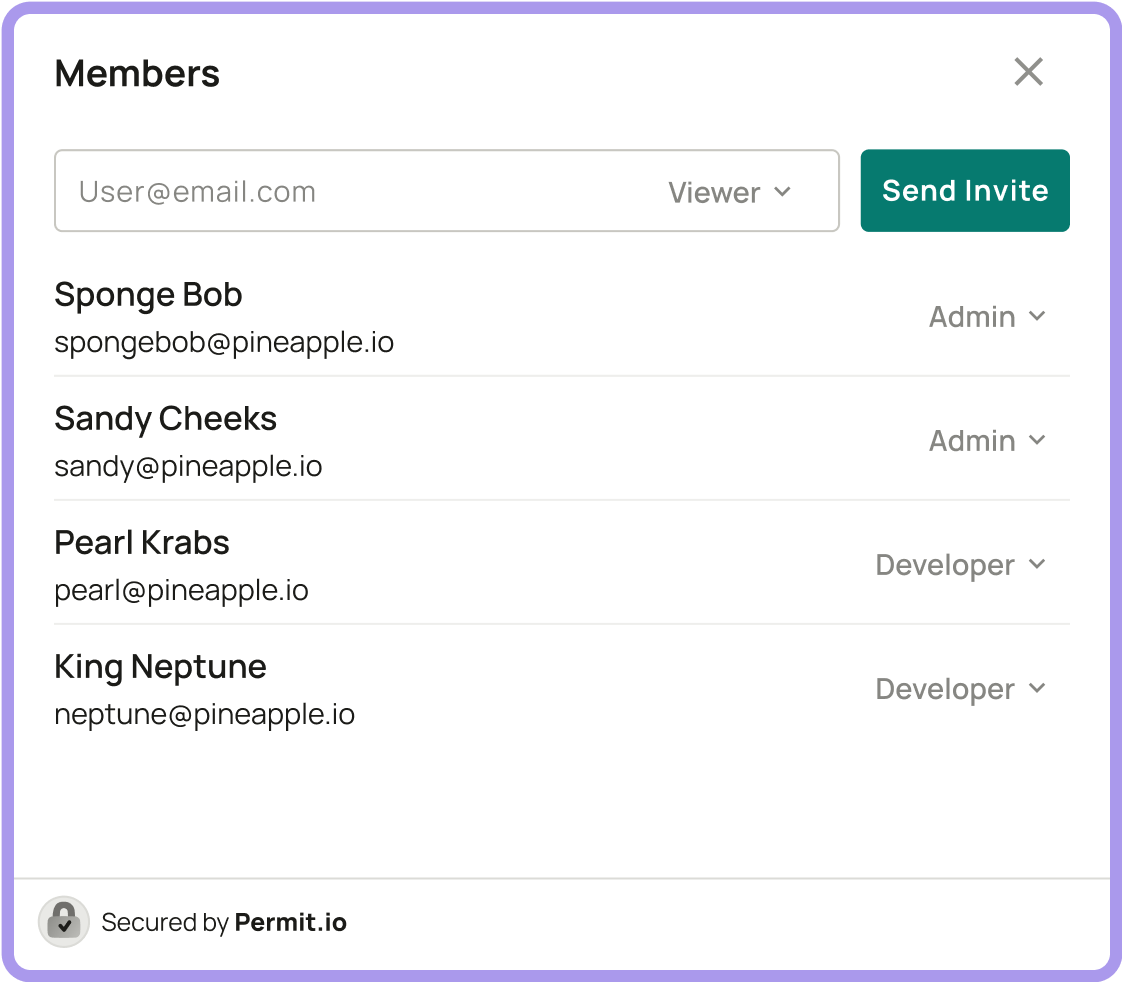 Members
User@email.com Viewer Send Invite
Sponge Bob
spongebob@pineapple.io
Admin
Sandy Cheeks
sandy@pineapple.io
Admin
Pearl Krabs
pearl@pineapple.io
Developer
King Neptune
neptune@pineapple.io
Developer
Secured by Permit.io